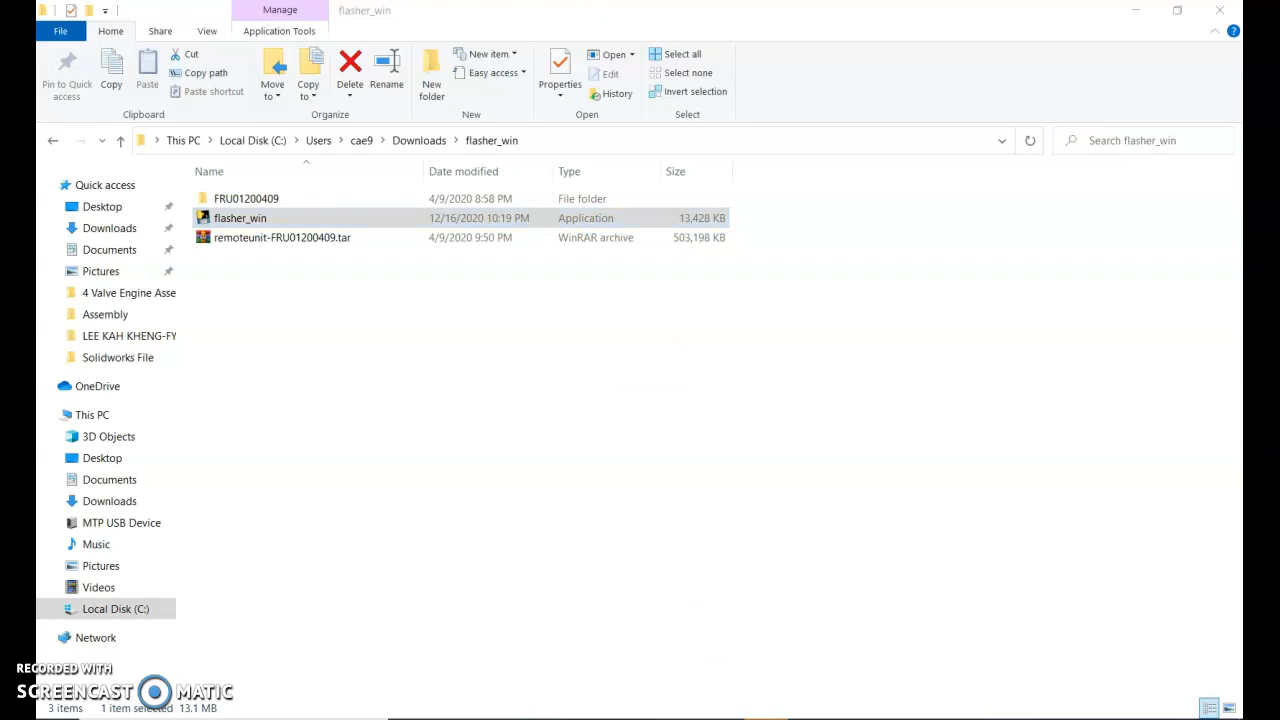 Manage
flasher_win
File
Home
Share
View
Application Tools
Pin to Quick access
Copy
Paste
Cut
Copy path
Paste shortcut
Clipboard
Move to
Copy to
Delete
Rename
Organize
New folder
New item
Easy access
New
Properties
Open
Edit
History
Open
Select all
Select none
Invert selection
Select
This PC > Local Disk (C:) > Users > cae9 > Downloads > flasher_win
Search flasher_win
Name Date modified Type Size
FRU01200409 4/9/2020 8:58 PM File folder
flasher_win 12/16/2020 10:19 PM Application 13,428 KB
remoteunit-FRU01200409.tar 4/9/2020 9:50 PM WinRAR archive 503,198 KB
Quick access
Desktop
Downloads
Documents
Pictures
4 Valve Engine Asse
Assembly
LEE KAH KHENG-FY
Solidworks File
OneDrive
This PC
3D Objects
Desktop
Documents
Downloads
MTP USB Device
Music
Pictures
Videos
Local Disk (C:)
Network
RECORDED WITH
SCREENCAST MATIC
3 items 1 item selected 13.1 MB